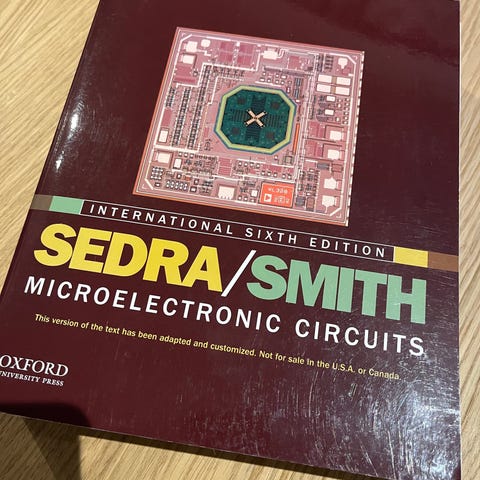 INTERNATIONAL SIXTH EDITION
SEDRA/SMITH
MICROELECTRONIC CIRCUITS
This version of the text has been adapted and customized. Not for sale in the U.S.A. or Canada.
OXFORD
UNIVERSITY PRESS